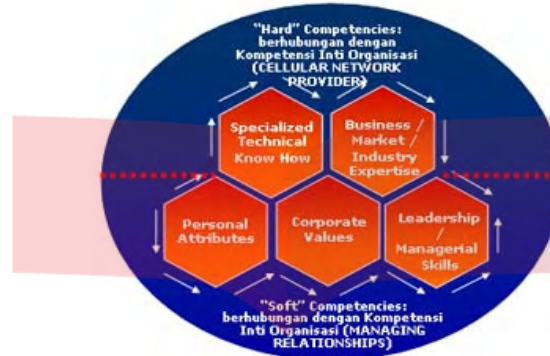 "Hard" Competencies:
berhubungan dengan
Kompetensi Inti Organisasi
(CELLULAR NETWORK
PROVIDER)
Specialized
Technical
Know How
Business /
Market /
Industry
Expertise
Personal
Attributes
Corporate
Values
Leadership
/
Managerial
Skills
"Soft" Competencies:
berhubungan dengan Kompetensi
Inti Organisasi (MANAGING
RELATIONSHIPS)